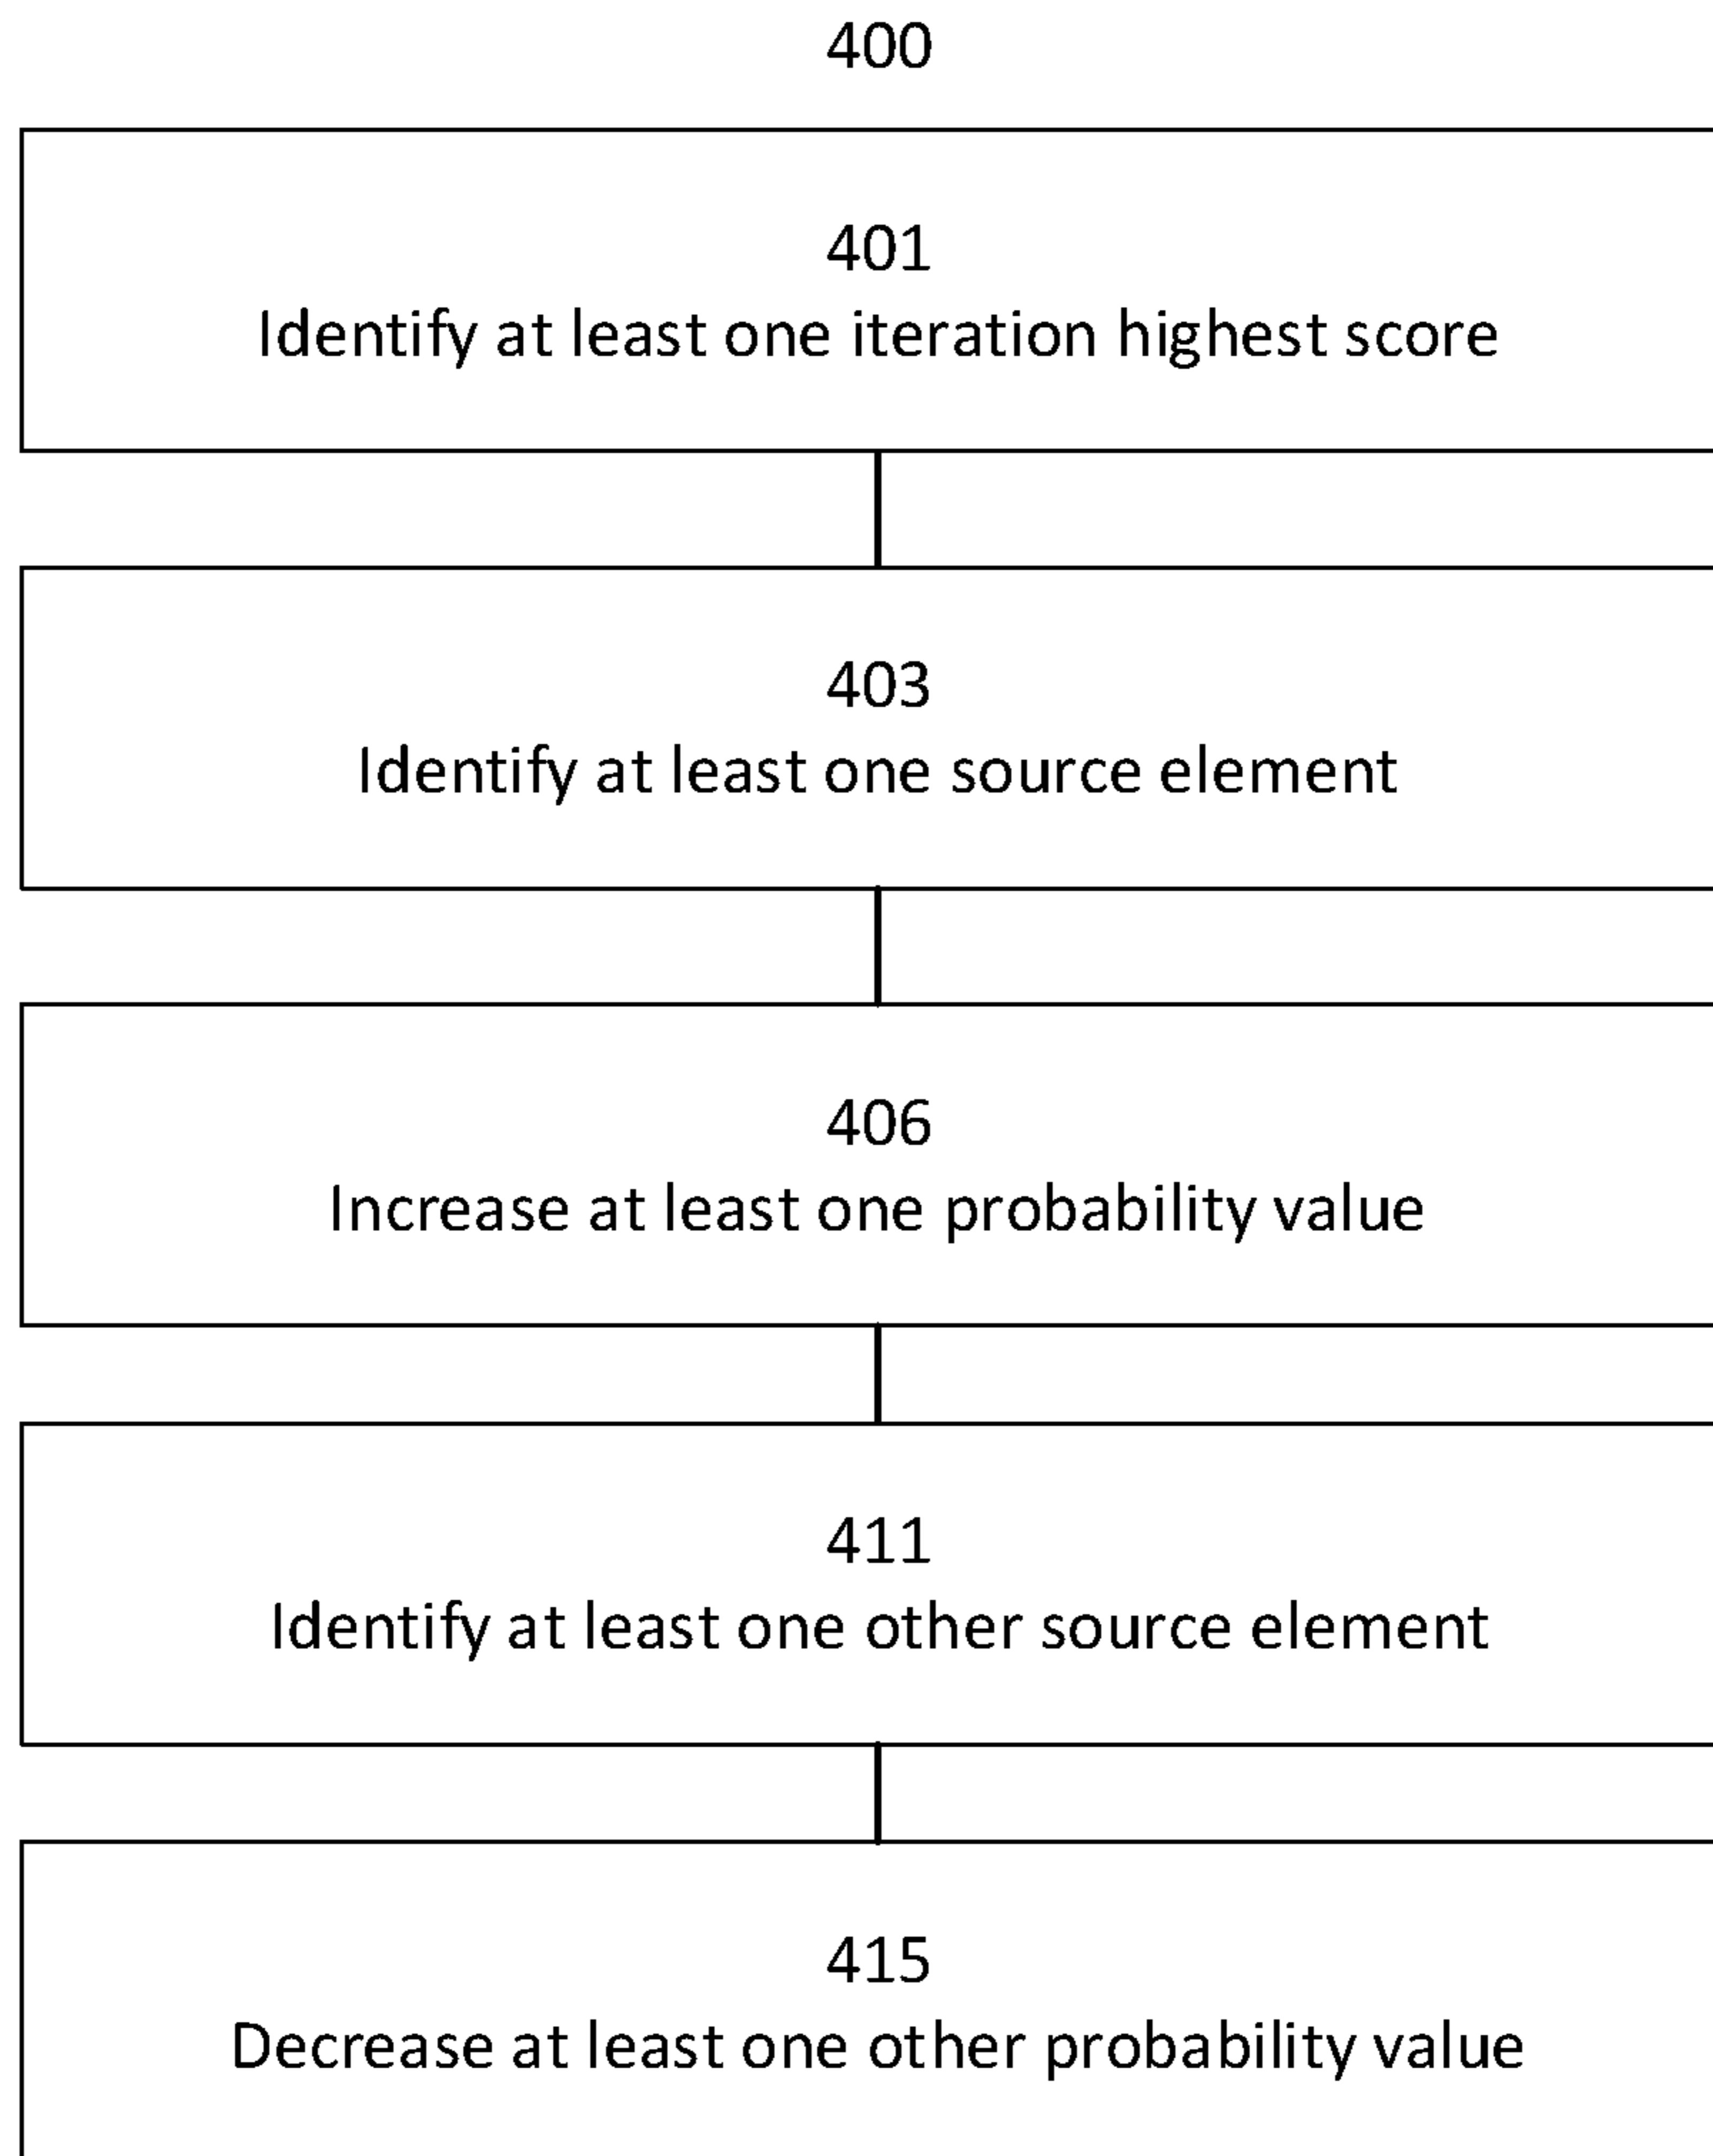 400
401
Identify at least one iteration highest score
403
Identify at least one source element
406
Increase at least one probability value
411
Identify at least one other source element
415
Decrease at least one other probability value